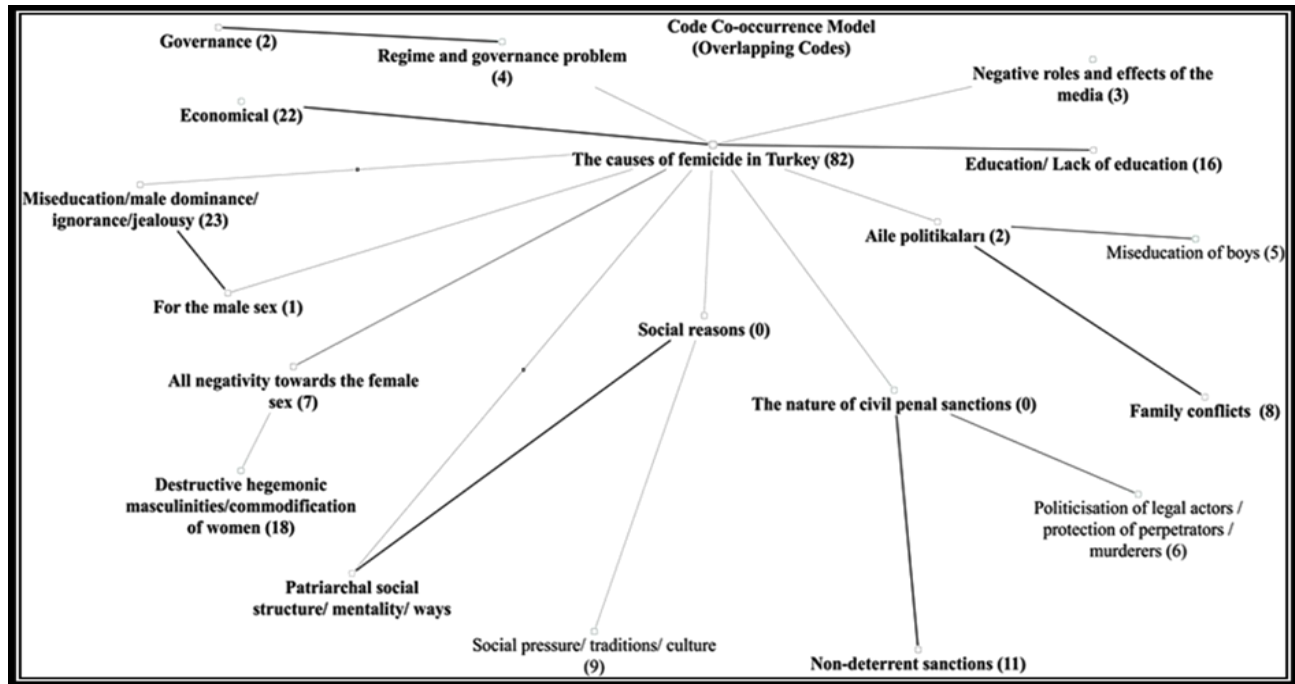 Code Co-occurrence Model
(Overlapping Codes)
Governance (2)
Regime and governance problem
(4)
Negative roles and effects of the
media (3)
Economical (22)
The causes of femicide in Turkey (82)
Education/ Lack of education (16)
Miseducation/male dominance/
ignorance/jealousy (23)
Aile politikaları (2)
Miseducation of boys (5)
For the male sex (1)
Social reasons (0)
All negativity towards the female
sex (7)
The nature of civil penal sanctions (0)
Family conflicts (8)
Destructive hegemonic
masculinities/commodification
of women (18)
Politicisation of legal actors /
protection of perpetrators /
murderers (6)
Patriarchal social
structure/ mentality/ ways
Social pressure/ traditions/ culture
(9)
Non-deterrent sanctions (11)